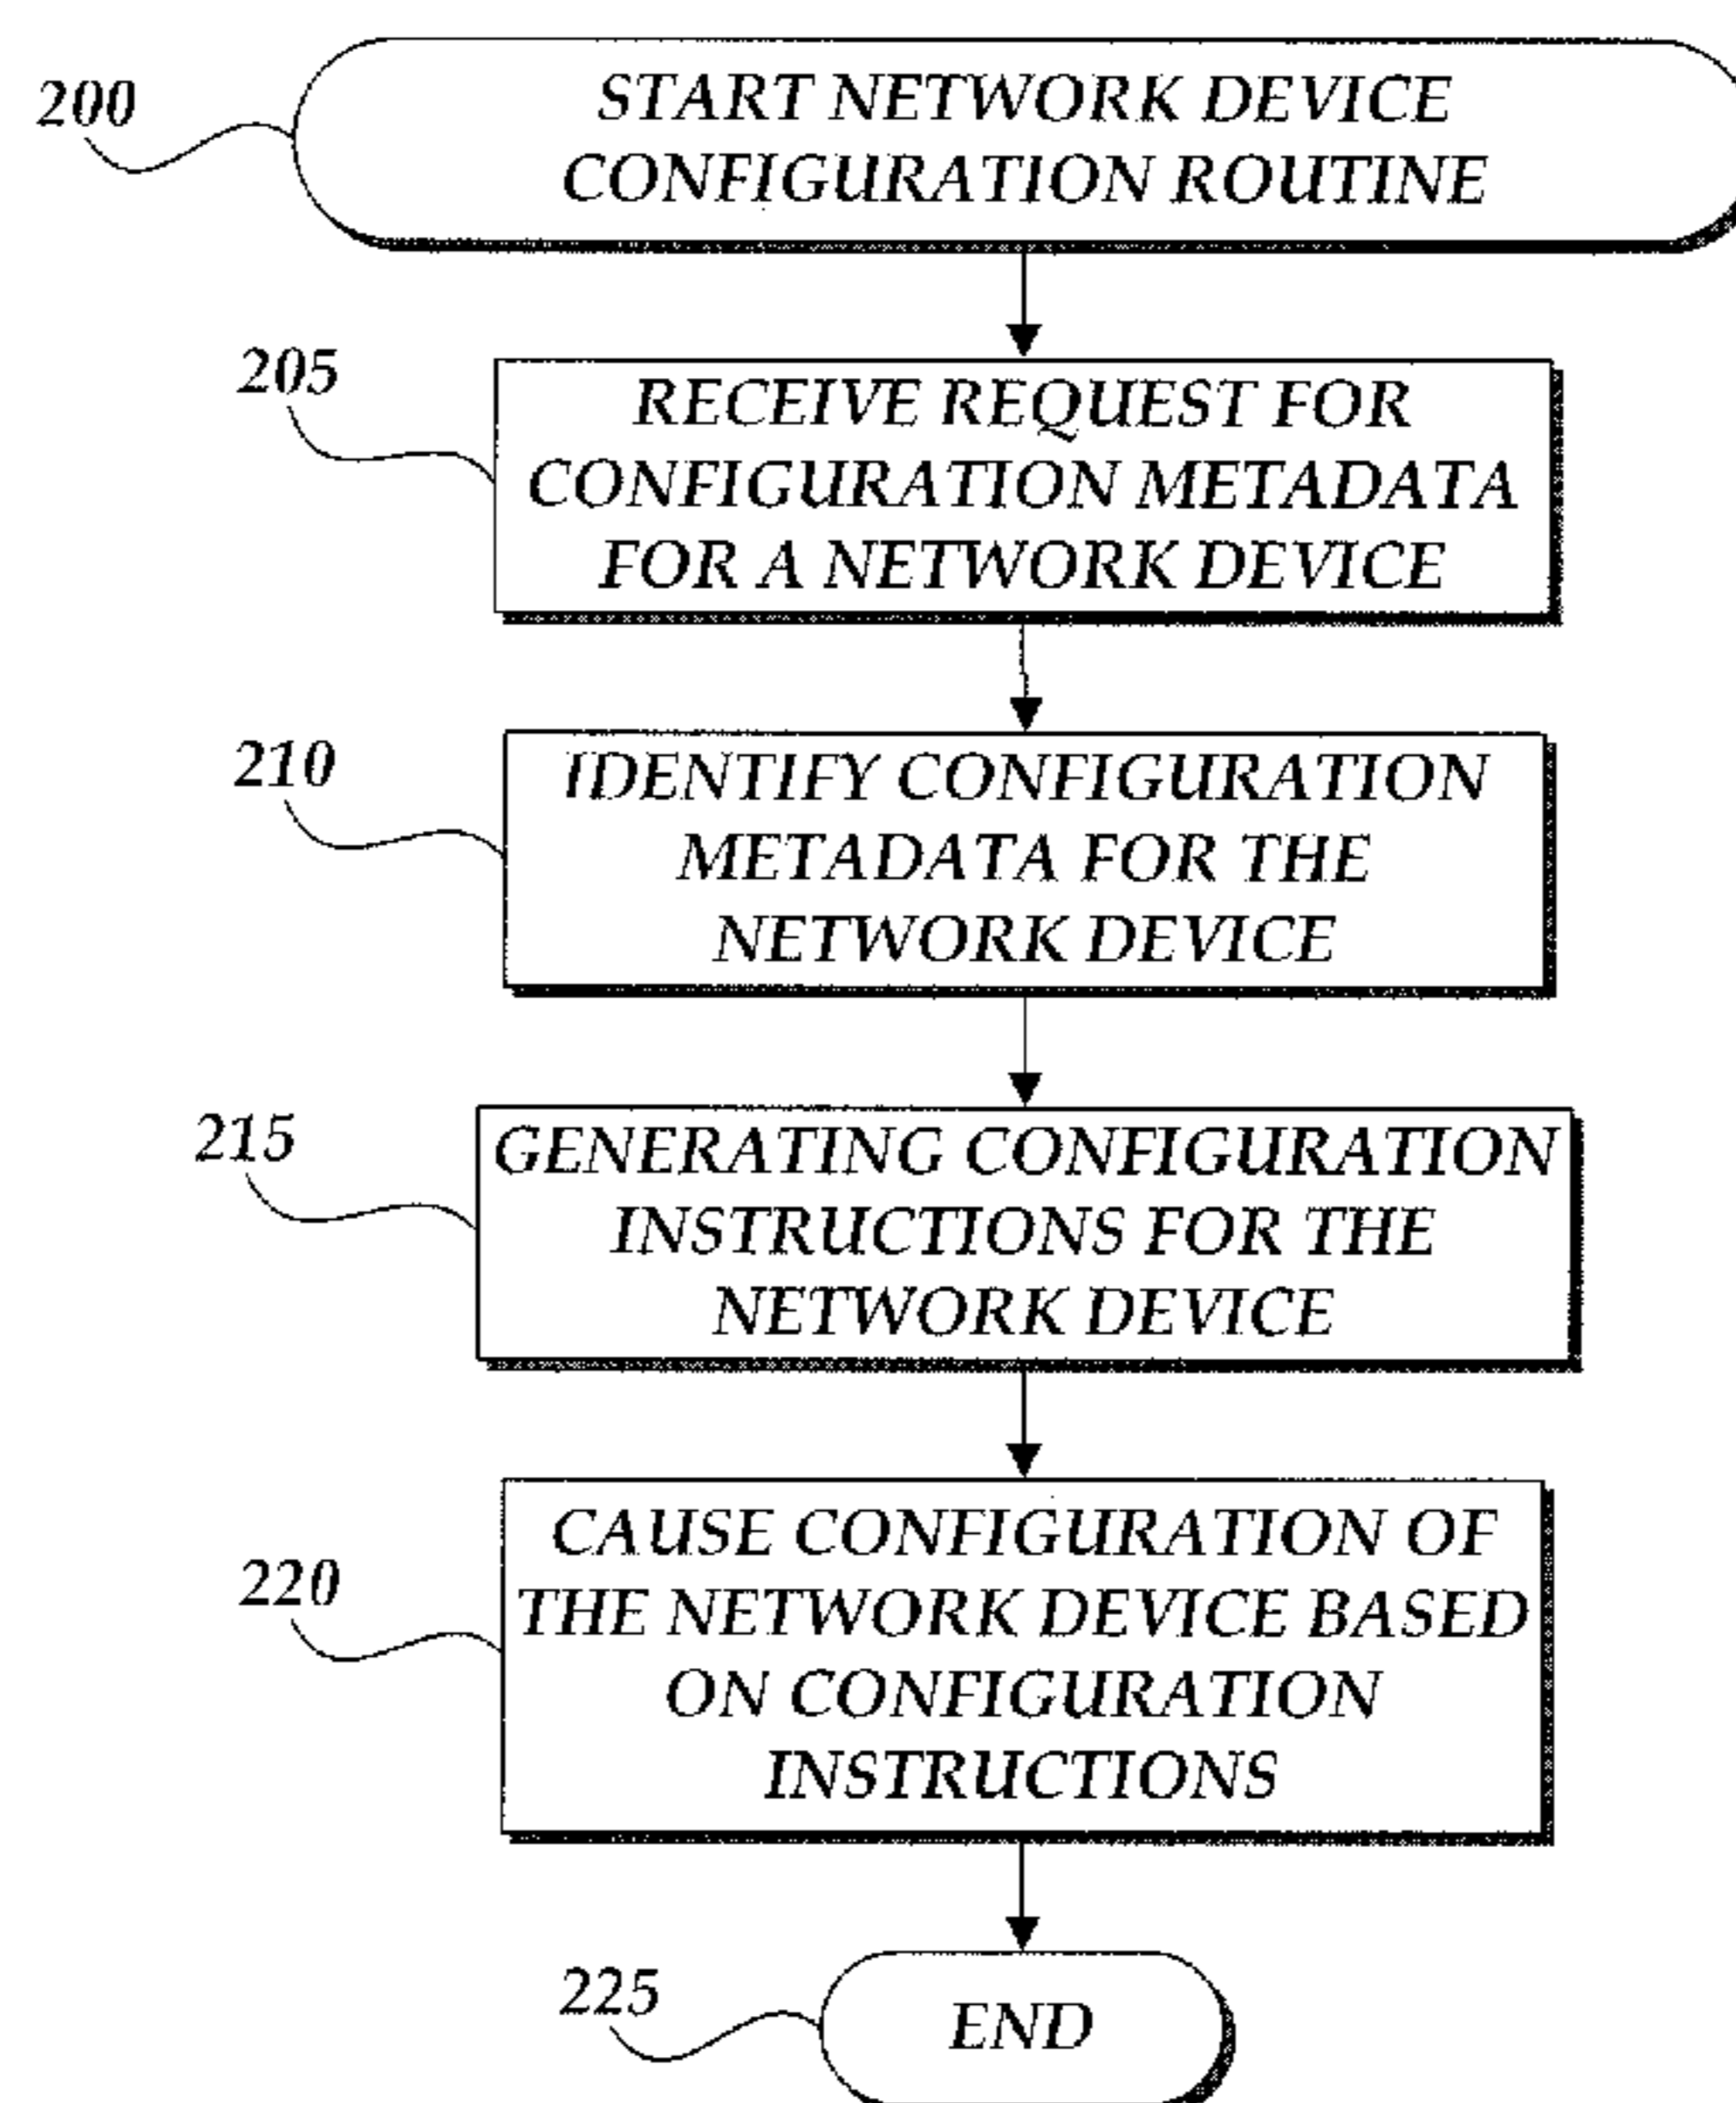 200
START NETWORK DEVICE
CONFIGURATION ROUTINE
205
RECEIVE REQUEST FOR
CONFIGURATION METADATA
FOR A NETWORK DEVICE
210
IDENTIFY CONFIGURATION
METADATA FOR THE
NETWORK DEVICE
215
GENERATING CONFIGURATION
INSTRUCTIONS FOR THE
NETWORK DEVICE
220
CAUSE CONFIGURATION OF
THE NETWORK DEVICE BASED
ON CONFIGURATION
INSTRUCTIONS
225
END